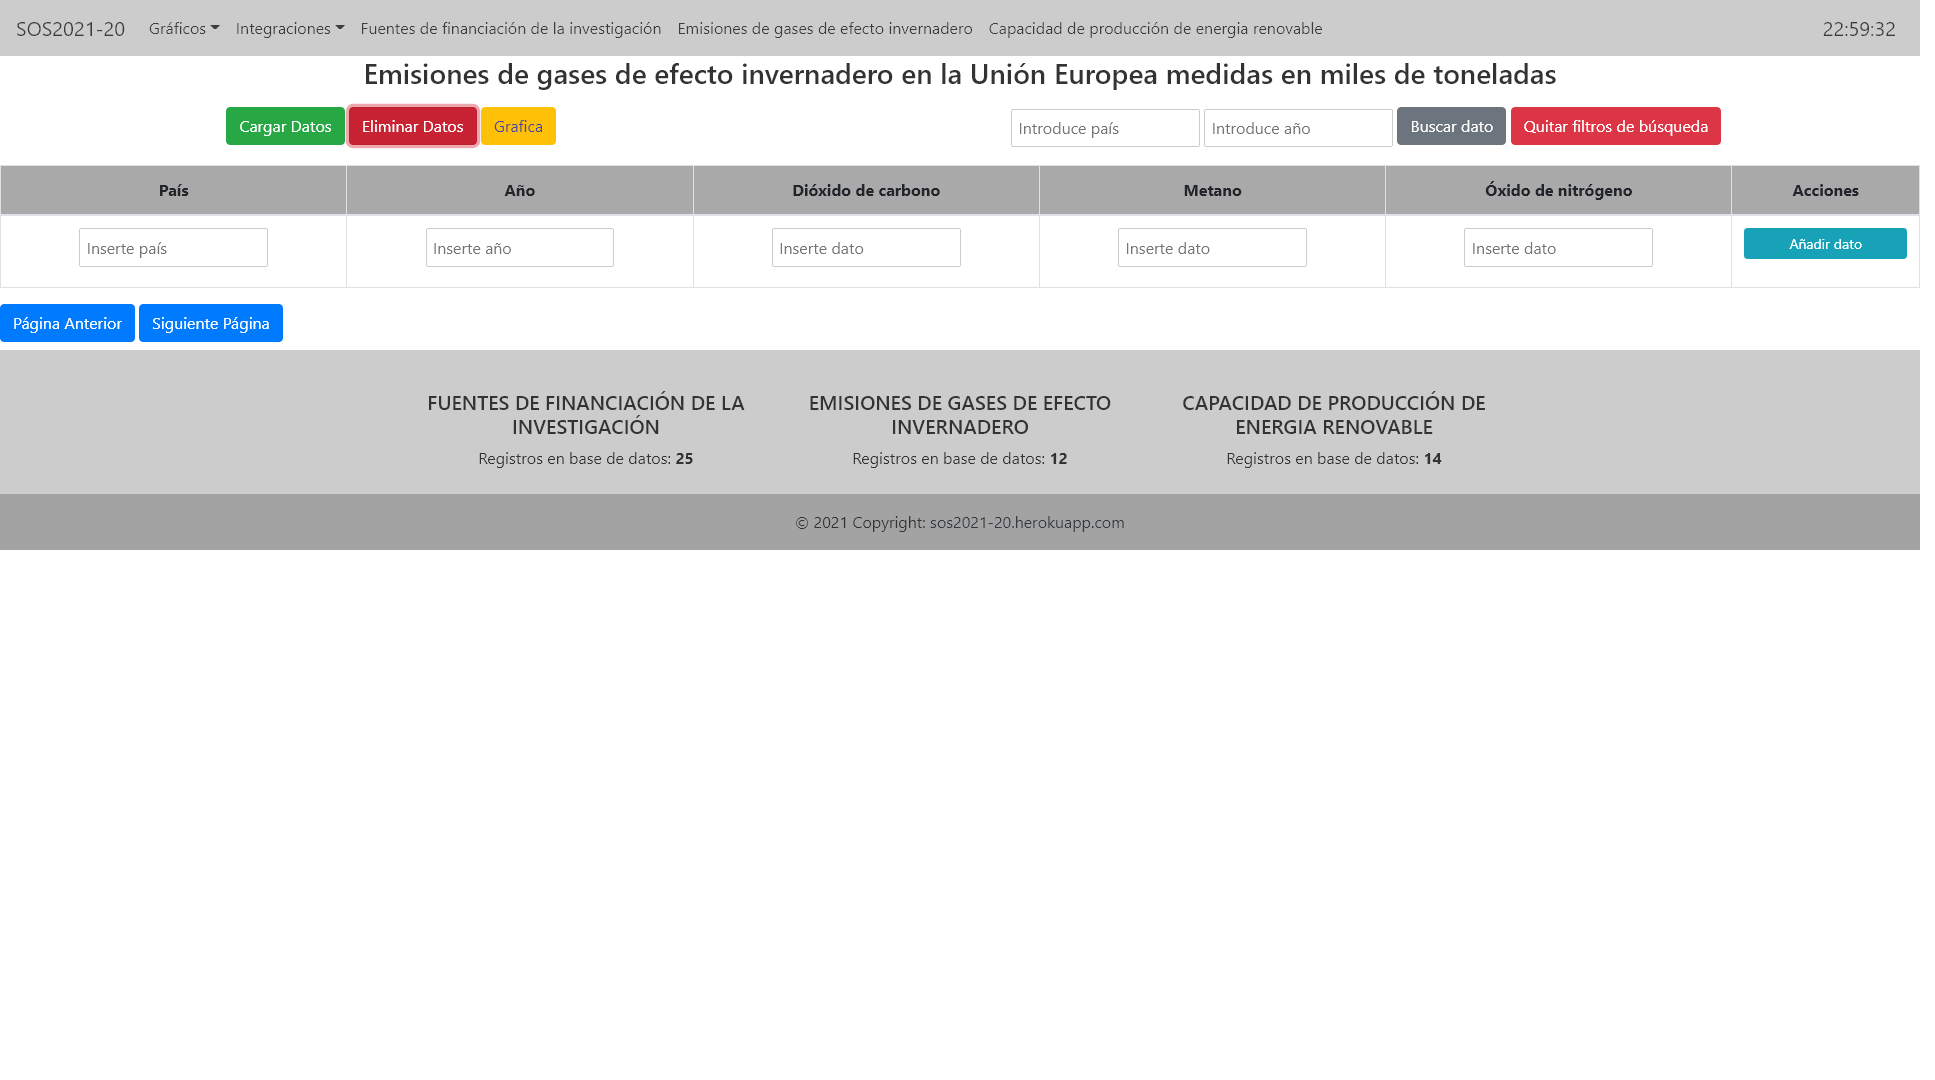 SOS2021-20 Gráficos Integraciones Fuentes de financiación de la investigación Emisiones de gases de efecto invernadero Capacidad de producción de energia renovable 22:59:32
Emisiones de gases de efecto invernadero en la Unión Europea medidas en miles de toneladas
Cargar Datos Eliminar Datos Grafica Introduce país Introduce año Buscar dato Quitar filtros de búsqueda
País Año Dióxido de carbono Metano Óxido de nitrógeno Acciones
Inserte país Inserte año Inserte dato Inserte dato Inserte dato Añadir dato
Página Anterior Siguiente Página
FUENTES DE FINANCIACIÓN DE LA
INVESTIGACIÓN
Registros en base de datos: 25
EMISIONES DE GASES DE EFECTO
INVERNADERO
Registros en base de datos: 12
CAPACIDAD DE PRODUCCIÓN DE
ENERGIA RENOVABLE
Registros en base de datos: 14
© 2021 Copyright: sos2021-20.herokuapp.com